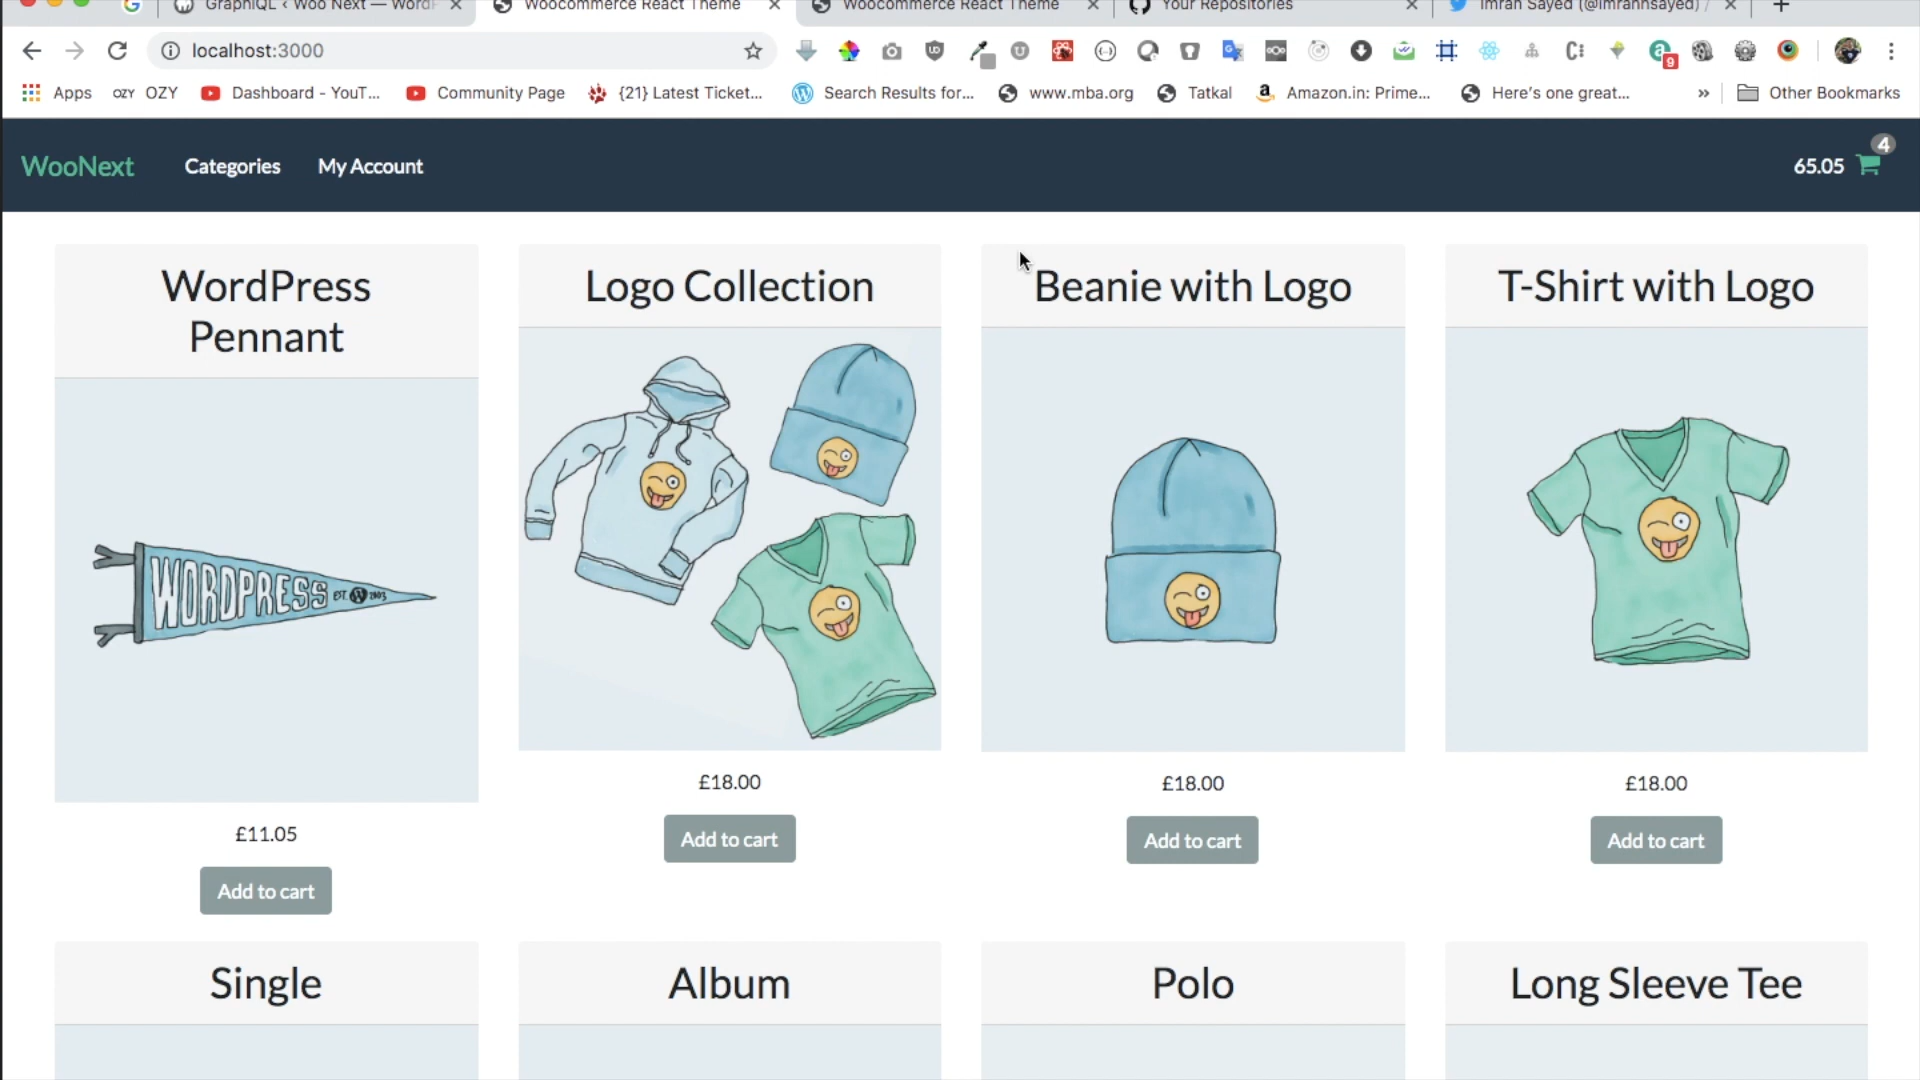 GraphiQL ‹ Woo Next — WordP
Woocommerce React Theme
Woocommerce React Theme
Your Repositories
Imran Sayed (@imranhsayed) /
localhost:3000
9
Apps
OZY OZY
Dashboard - YouT...
Community Page
{21} Latest Ticket...
Search Results for...
www.mba.org
Tatkal
Amazon.in: Prime...
Here's one great...
»
Other Bookmarks
WooNext
Categories
My Account
65.05
4
WordPress
Pennant
Logo Collection
Beanie with Logo
T-Shirt with Logo
WORDPRESS EST. W 2003
£18.00
£18.00
£18.00
£11.05
Add to cart
Add to cart
Add to cart
Add to cart
Single
Album
Polo
Long Sleeve Tee